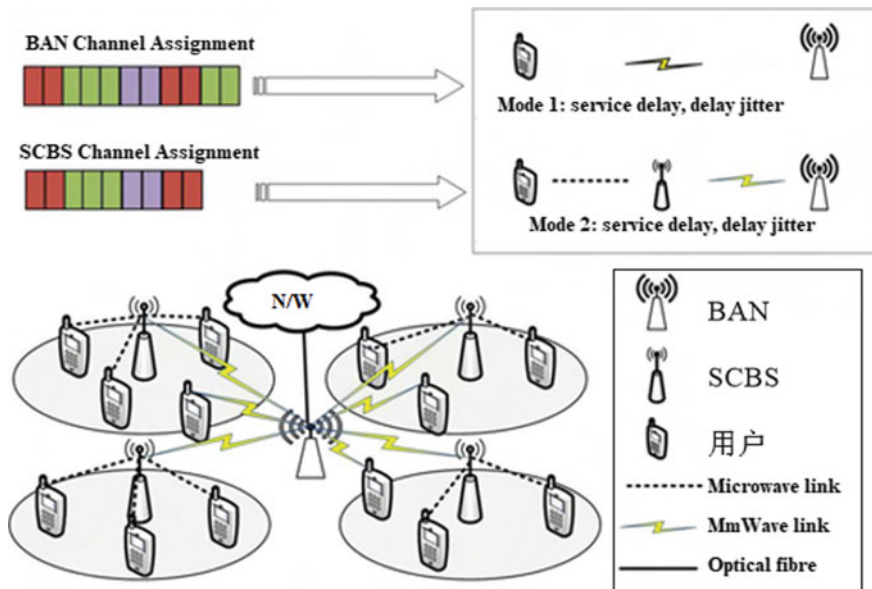 BAN Channel Assignment
Mode 1: service delay, delay jitter
SCBS Channel Assignment
Mode 2: service delay, delay jitter
N/W
BAN
SCBS
用户
Microwave link
MmWave link
Optical fibre